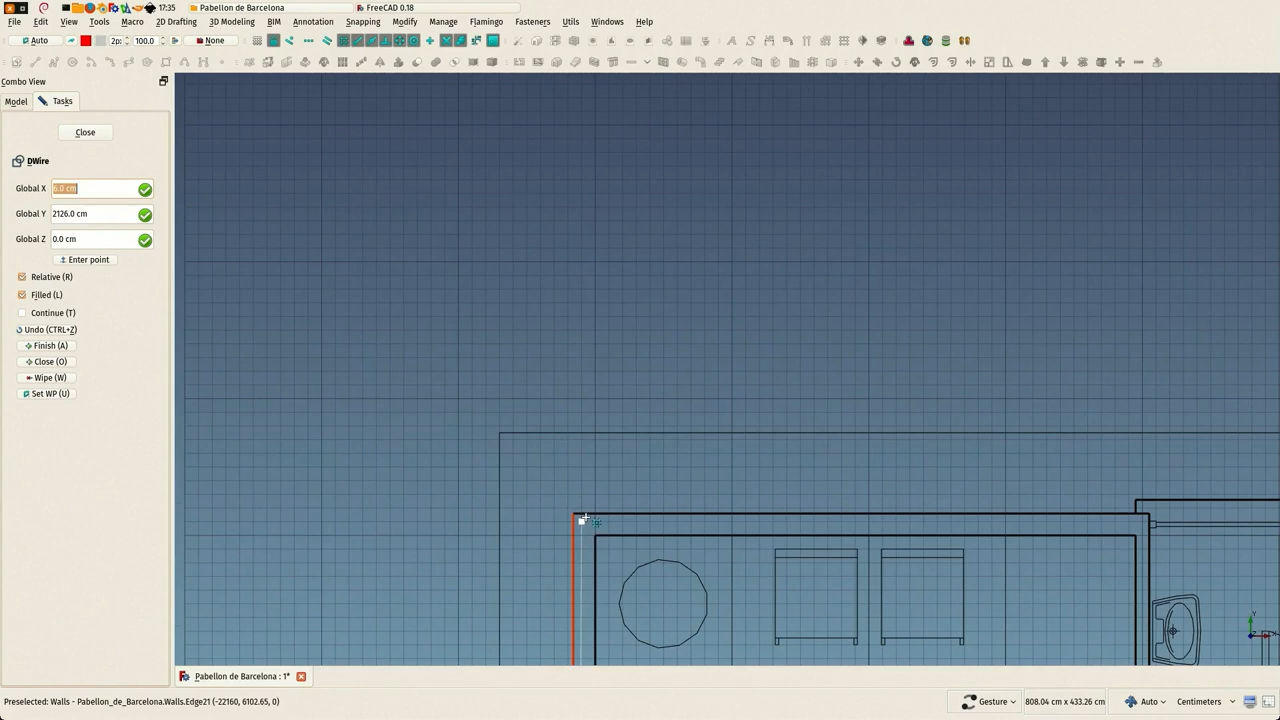 17:35 Pabellon de Barcelona FreeCAD 0.18
File Edit View Tools Macro 2D Drafting 3D Modeling BIM Annotation Snapping Modify Manage Flamingo Fasteners Utils Windows Help
Auto 2p 100.0 None
Combo View
Model Tasks
Close
DWire
Global X 5.0 cm
Global Y 2126.0 cm
Global Z 0.0 cm
Enter point
Relative (R)
Filled (L)
Continue (T)
Undo (CTRL+Z)
Finish (A)
Close (O)
Wipe (W)
Set WP (U)
Y
Pabellon de Barcelona : 1*
Preselected: Walls - Pabellon_de_Barcelona.Walls.Edge21 (-22160, 6102.65, 0) Gesture 808.04 cm x 433.26 cm Auto Centimeters